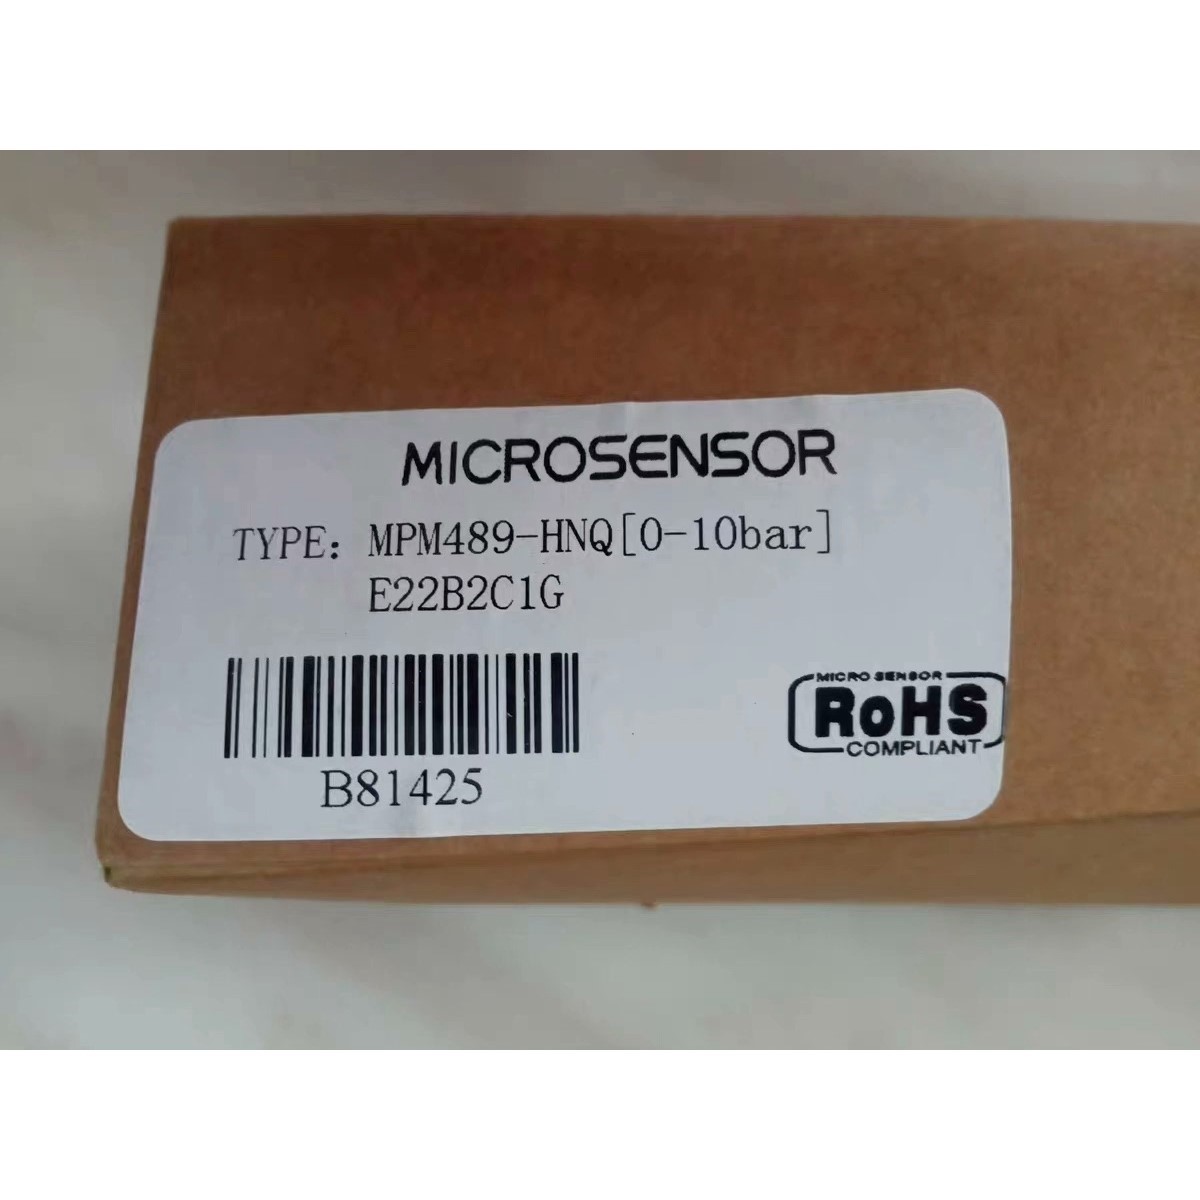 MICROSENSOR
TYPE: MPM489-HNQ[0-10bar]
E22B2C1G
B81425
MICRO SENSOR
RoHS
COMPLIANT